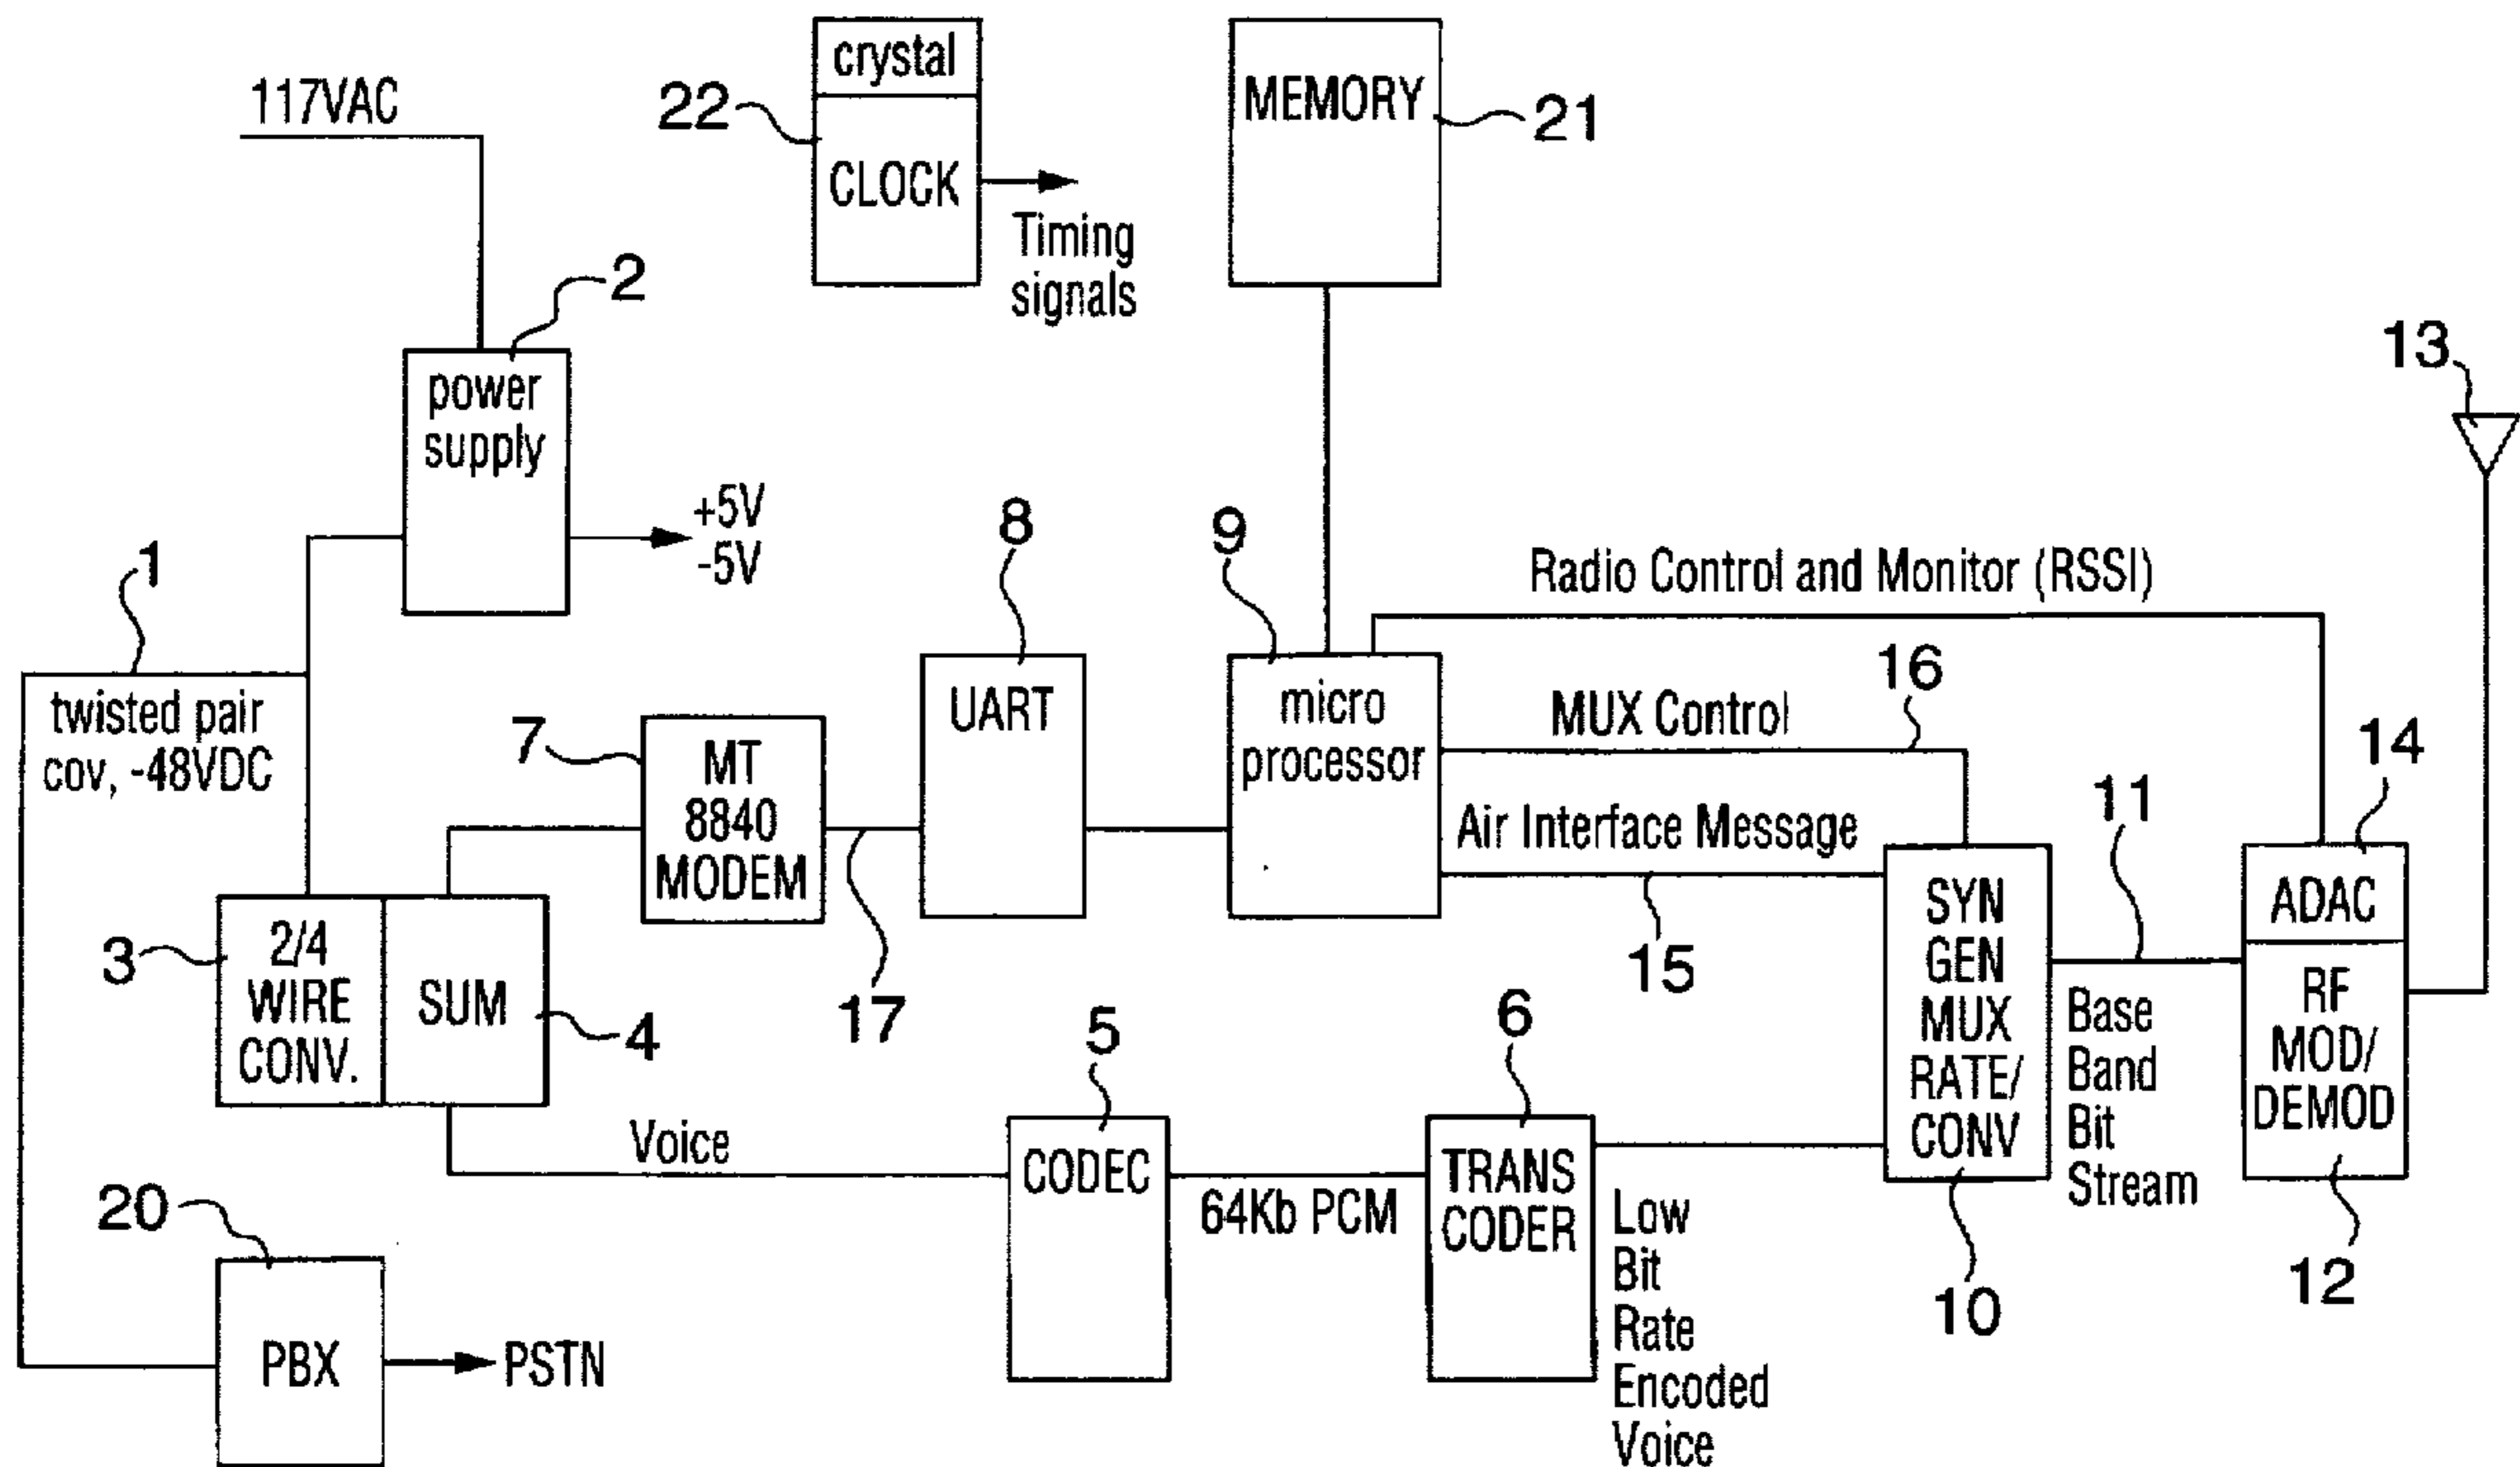 117VAC
crystal
CLOCK
22
Timing
signals
MEMORY
21
2
power
supply
+5V
-5V
13
1
twisted pair
cov, -48VDC
8
UART
9
micro
processor
Radio Control and Monitor (RSSI)
16
MUX Control
Air Interface Message
15
7
MT
8840
MODEM
17
3
2/4
WIRE
CONV.
SUM
4
Voice
5
CODEC
64Kb PCM
6
TRANS
CODER
Low
Bit
Rate
Encoded
Voice
SYN
GEN
MUX
RATE/
CONV
10
11
Base
Band
Bit
Stream
14
ADAC
RF
MOD/
DEMOD
12
20
PBX
PSTN